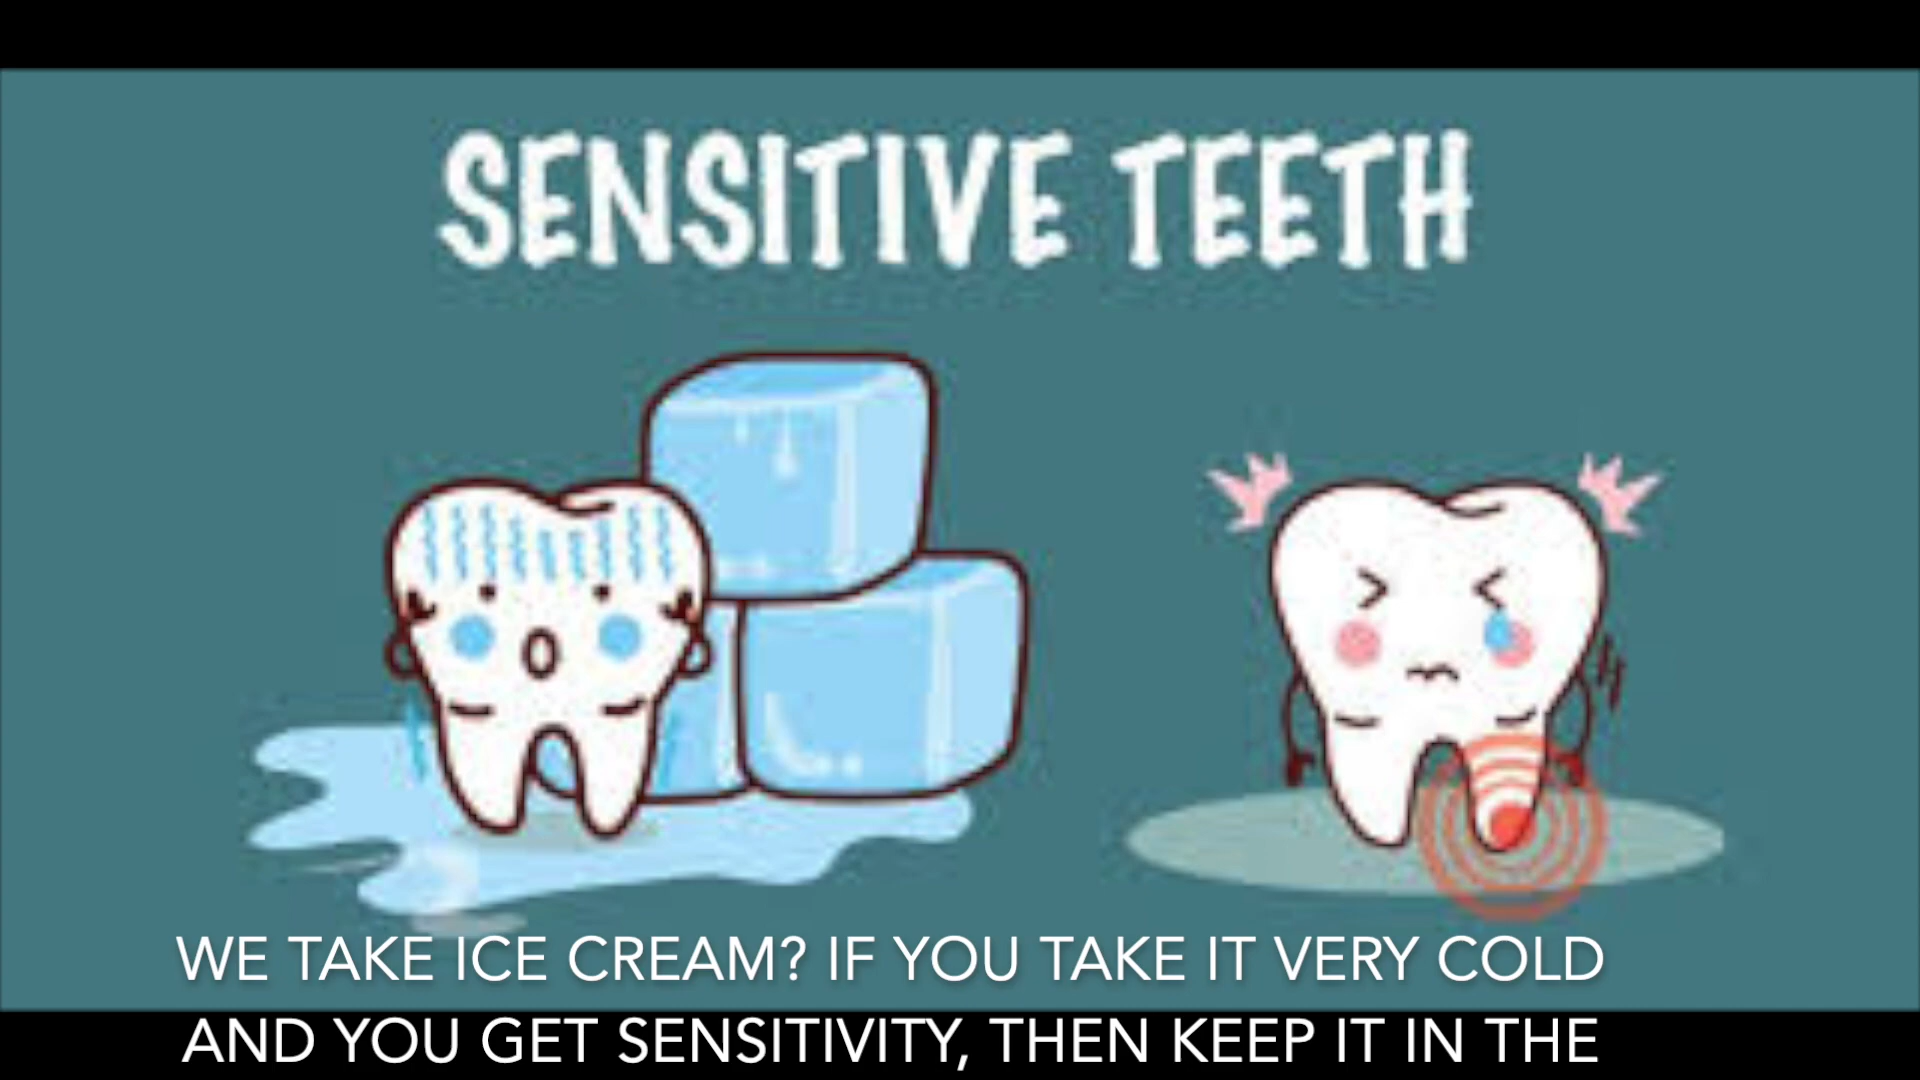 SENSITIVE TEETH
WE TAKE ICE CREAM? IF YOU TAKE IT VERY COLD
AND YOU GET SENSITIVITY, THEN KEEP IT IN THE